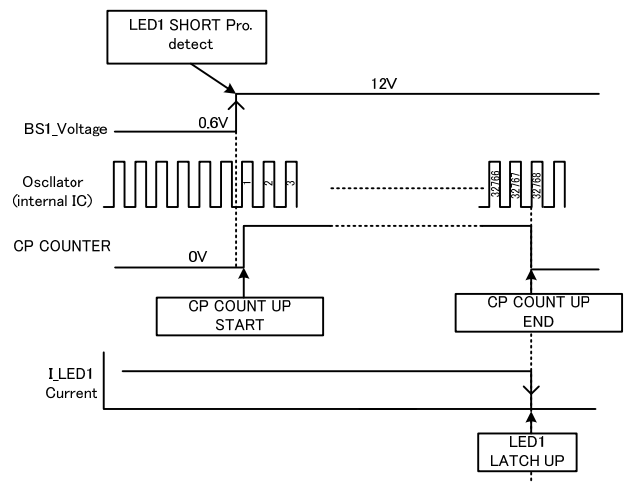 LED1 SHORT Pro.
detect
12V
0.6V
BS1_Voltage
Oscllator
(internal IC)
1
2
3
32766
32767
32768
CP COUNTER
0V
CP COUNT UP
START
CP COUNT UP
END
I_LED1
Current
LED1
LATCH UP